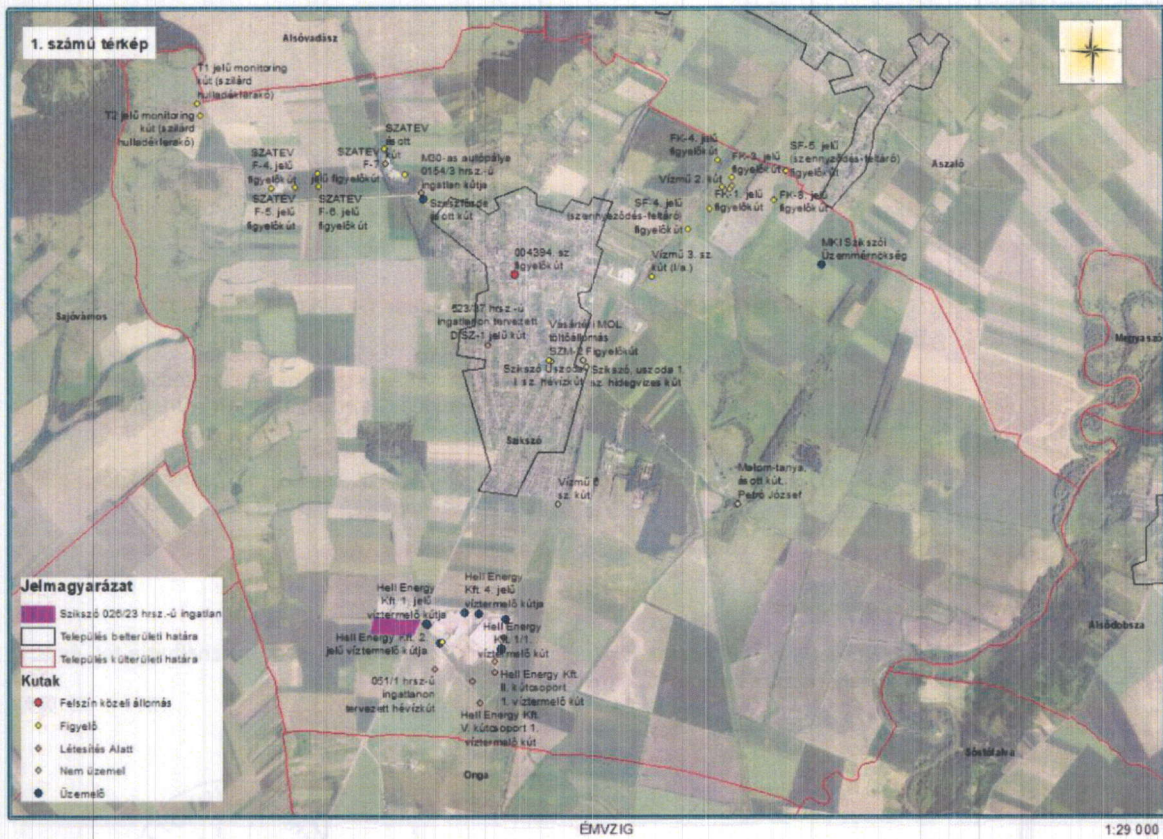 1. számú térkép
Alsóvadász
T1 jelű monitoring
kút (szilárd
hulladéklerakó)
T2 jelű monitoring
kút (szilárd
hulladéklerakó)
SZATEV
ásott
kút
SZATEV
F-7
jelű figyelőkút
SZATEV
F-4. jelű
figyelőkút
SZATEV
F-5. jelű
figyelőkút
SZATEV
F-6. jelű
figyelőkút
M30-as autópálya
0154/3 hrsz.-ú
ingatlan kútja
ásott kút
FK-4. jelű
figyelőkút
FK-3. jelű
figyelőkút
SF-5. jelű
(szennyeződés-feltáró)
figyelőkút
Aszaló
Vízmű 2. kút
FK-1. jelű
figyelőkút
FK-8. jelű
figyelőkút
SF-4. jelű
(szennyeződés-feltáró)
figyelőkút
MKI Szikszói
Üzemmérnökség
Vízmű 3. sz.
kút (I/a.)
004394. sz.
figyelőkút
Sajóvámos
Megyaszó
523/37 hrsz.-ú
ingatlanon tervezett
DISZ-1 jelű kút
Vásártéri MOL
töltőállomás
SZM-2 Figyelőkút
Szikszó Uszoda
I. sz. hévízkút
Szikszó, uszoda 1.
sz. hidegvizes kút
Szikszó
Vízmű 6
sz. kút
Malom-tanya,
ásott kút,
Petró József
Jelmagyarázat
Szikszó 026/23 hrsz.-ú ingatlan
Település belterületi határa
Település külterületi határa
Kutak
Felszín közeli állomás
Figyelő
Létesítés Alatt
Nem üzemel
Üzemelő
Hell Energy
Kft. 1. jelű
víztermelő kútja
Hell Energy
Kft. 4. jelű
víztermelő kútja
Hell Energy Kft. 2.
jelű víztermelő kútja
Hell Energy
Kft. 1/1.
víztermelő kút
051/1 hrsz-ú
ingatlanon
tervezett hévízkút
Hell Energy Kft.
II. kútcsoport
1. víztermelő kút
Hell Energy Kft.
V. kútcsoport 1.
víztermelő kút
Alsódobsza
Sóstófalva
Onga
ÉMVIZIG
1:29 000